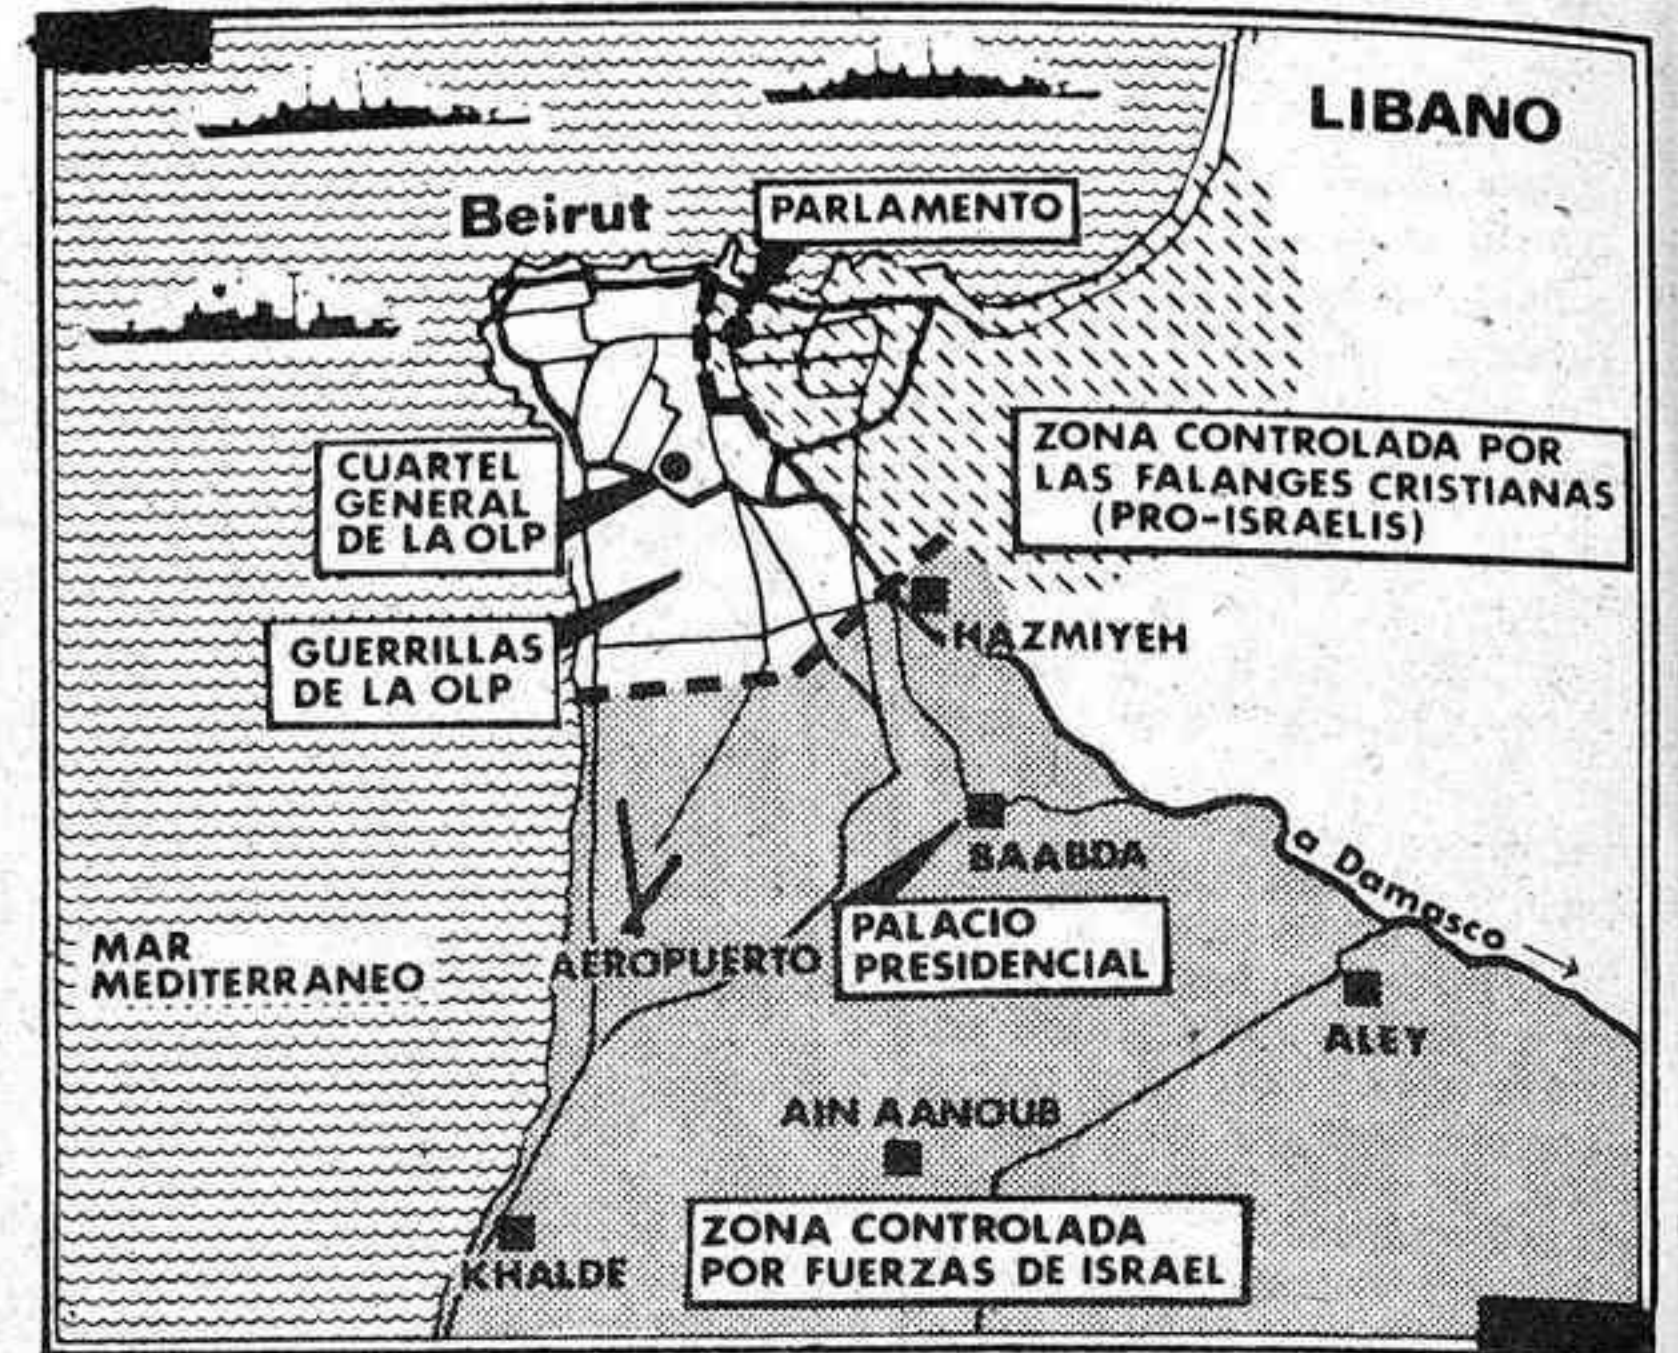 LIBANO
Beirut
PARLAMENTO
ZONA CONTROLADA POR
LAS FALANGES CRISTIANAS
(PRO-ISRAELIS)
CUARTEL
GENERAL
DE LA OLP
GUERRILLAS
DE LA OLP
HAZMIYEH
BAABDA
a Damasco →
PALACIO
PRESIDENCIAL
MAR
MEDITERRANEO
AEROPUERTO
ALEY
AIN AANOUB
ZONA CONTROLADA
POR FUERZAS DE ISRAEL
KHALDE